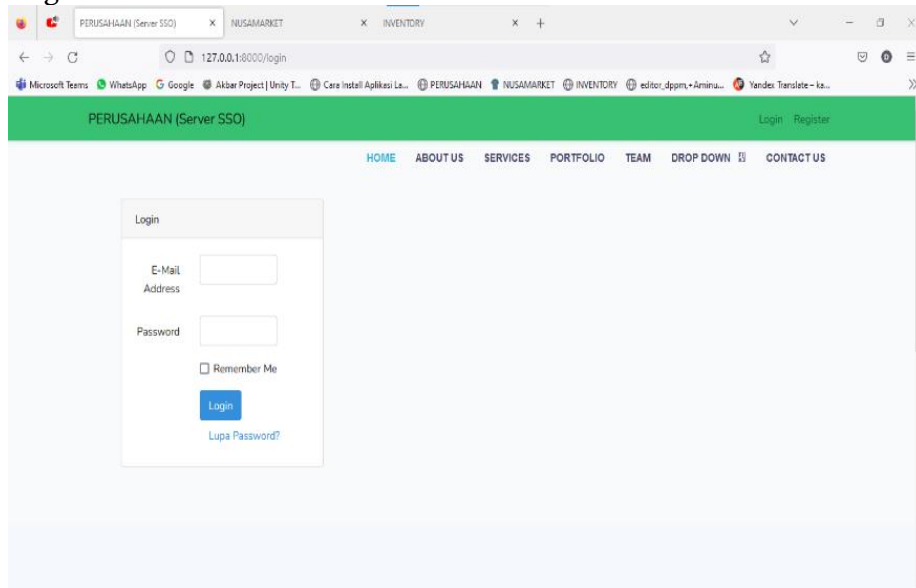 PERUSAHAAN (Server SSO) × NUSAMARKET × INVENTORY × +
127.0.0.1:8000/login
Microsoft Teams WhatsApp Google Akbar Project | Unity T... Cara Install Aplikasi La... PERUSAHAAN NUSAMARKET INVENTORY editor_dppm,+Aminu... Yandex Translate – ka...
PERUSAHAAN (Server SSO) Login Register
HOME ABOUT US SERVICES PORTFOLIO TEAM DROP DOWN CONTACT US
Login
E-Mail
Address
Password
Remember Me
Login
Lupa Password?